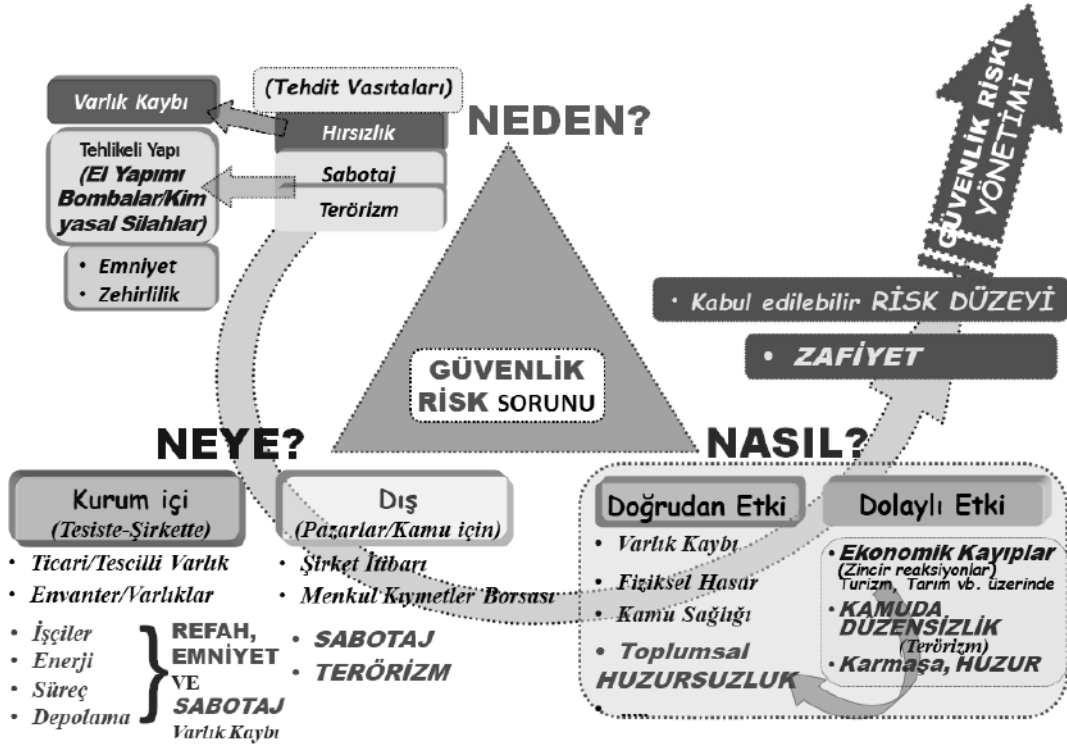 (Tehdit Vasıtaları)
NEDEN?
Varlık Kaybı
Hırsızlık
Sabotaj
Terörizm
Tehlikeli Yapı
(El Yapımı
Bombalar/Kim
yasal Silahlar)
• Emniyet
• Zehirlilik
GÜVENLİK RİSKİ
YÖNETİMİ
• Kabul edilebilir RİSK DÜZEYİ
• ZAFİYET
GÜVENLİK
RİSK SORUNU
NEYE?
NASIL?
Kurum içi
(Tesiste-Şirkette)
• Ticari/Tescilli Varlık
• Envanter/Varlıklar
• İşçiler
• Enerji
• Süreç
• Depolama
REFAH,
EMNİYET
VE
SABOTAJ
Varlık Kaybı
Dış
(Pazarlar/Kamu için)
• Şirket İtibarı
• Menkul Kıymetler Borsası
• SABOTAJ
• TERÖRİZM
Doğrudan Etki
• Varlık Kaybı
• Fiziksel Hasar
• Kamu Sağlığı
• Toplumsal
HUZURSUZLUK
• ....
Dolaylı Etki
• Ekonomik Kayıplar
(Zincir reaksiyonlar)
Turizm, Tarım vb. üzerinde
• KAMUDA
DÜZENSİZLİK
(Terörizm)
• Karmaşa, HUZUR